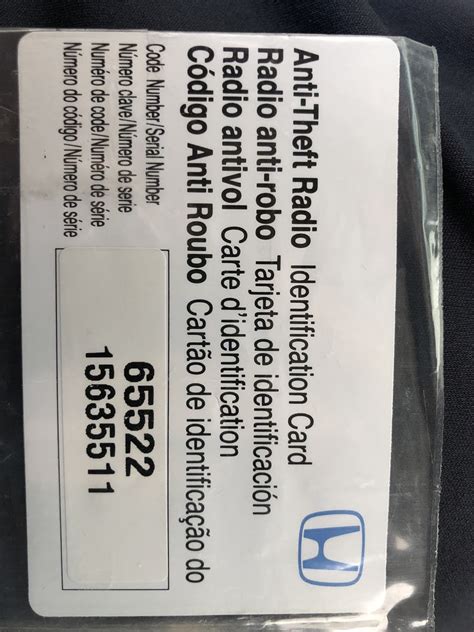 Anti-Theft Radio Identification Card
Radio anti-robo Tarjeta de identificación
Radio antivol Carte d'identification
Código Anti Roubo Cartão de identificação do
Code Number/Serial Number
Número clave/Número de serie
Numéro de code/Numéro de série
Número do código/Número de série
65522
15635511